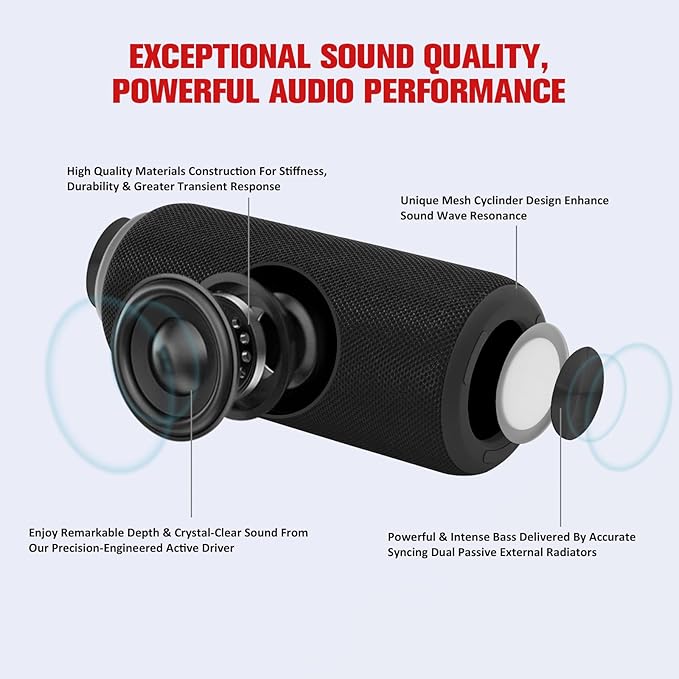 EXCEPTIONAL SOUND QUALITY,
POWERFUL AUDIO PERFORMANCE
High Quality Materials Construction For Stiffness,
Durability & Greater Transient Response
Unique Mesh Cyclinder Design Enhance
Sound Wave Resonance
Enjoy Remarkable Depth & Crystal-Clear Sound From
Our Precision-Engineered Active Driver
Powerful & Intense Bass Delivered By Accurate
Syncing Dual Passive External Radiators